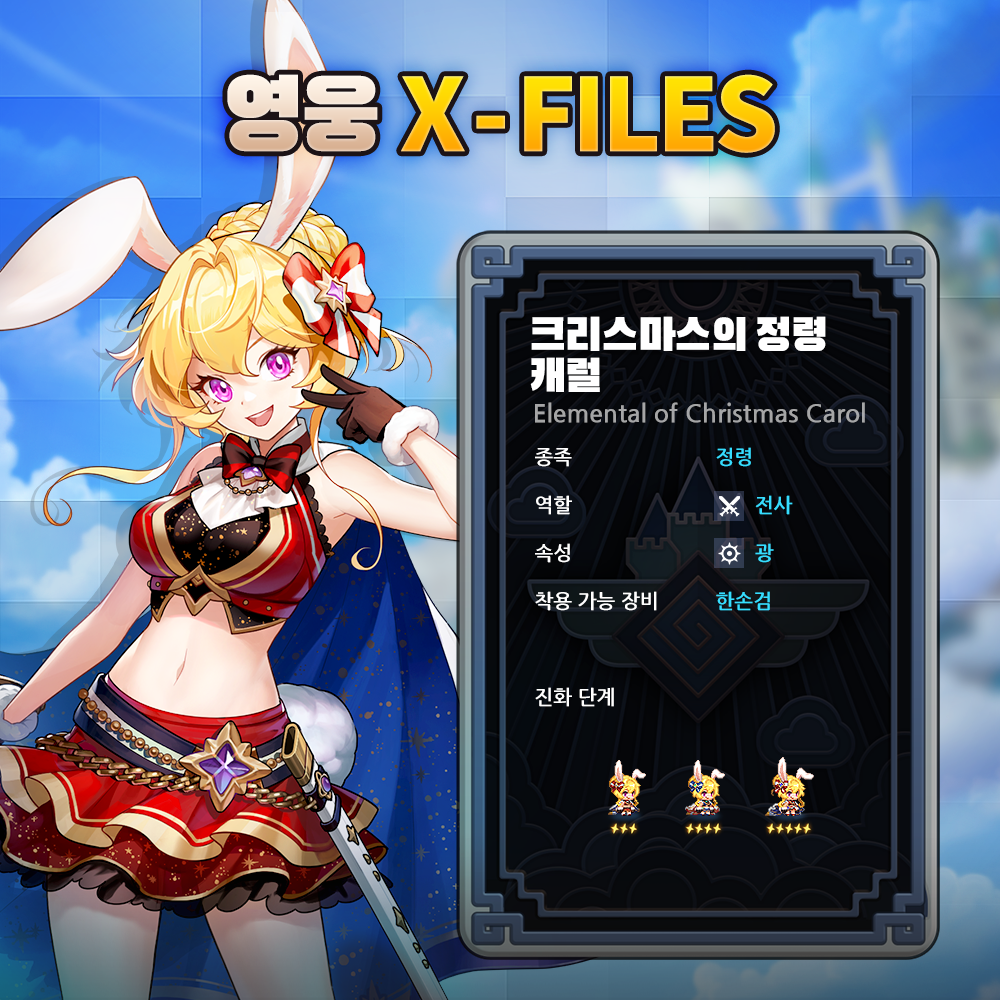 영웅 X-FILES
크리스마스의 정령
캐럴
Elemental of Christmas Carol
종족 정령
역할 전사
속성 광
착용 가능 장비 한손검
진화 단계